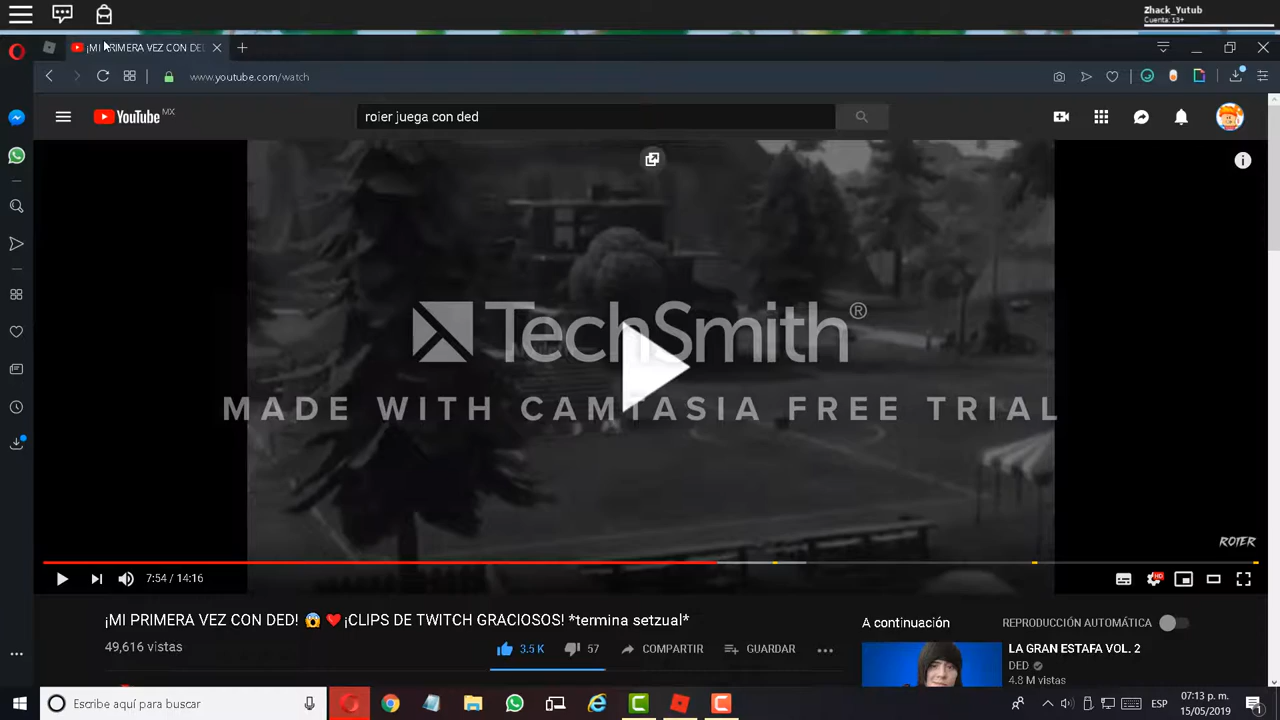 Zhack_Yutub
Cuenta: 13+
¡MI PRIMERA VEZ CON DED
www.youtube.com/watch
YouTube MX
roier juega con ded
TechSmith®
MADE WITH CAMTASIA FREE TRIAL
ROIER
7:54 / 14:16
HD
¡MI PRIMERA VEZ CON DED! 😱 ❤️ ¡CLIPS DE TWITCH GRACIOSOS! *termina setzual*
49,616 vistas
3.5 K
57
COMPARTIR
GUARDAR
A continuación
REPRODUCCIÓN AUTOMÁTICA
LA GRAN ESTAFA VOL. 2
DED
4.8 M vistas
Escribe aquí para buscar
ESP
07:13 p. m.
15/05/2019
1